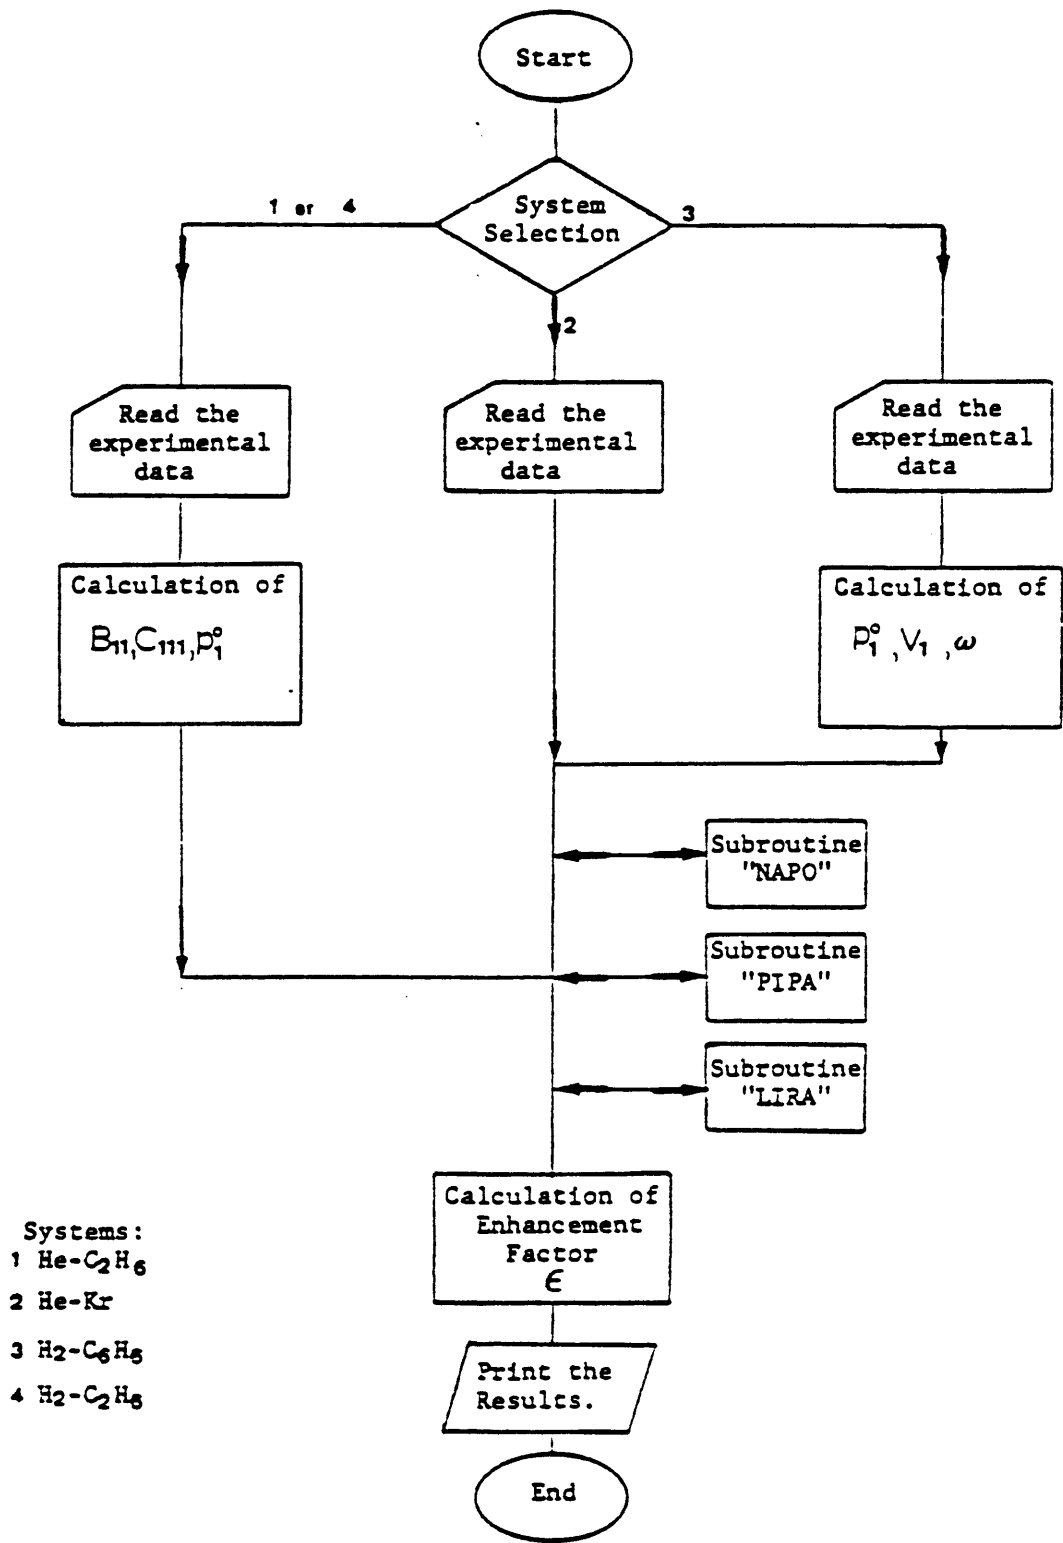 Start
System
Selection
1 or 4
3
2
Read the
experimental
data
Read the
experimental
data
Read the
experimental
data
Calculation of
B₁₁,C₁₁₁,p₁°
Calculation of
p₁°,V₁,ω
Subroutine
"NAPO"
Subroutine
"PIPA"
Subroutine
"LIRA"
Calculation of
Enhancement
Factor
ϵ
Systems:
1 He-C₂H₆
2 He-Kr
3 H₂-C₆H₆
4 H₂-C₂H₆
Print the
Results.
End